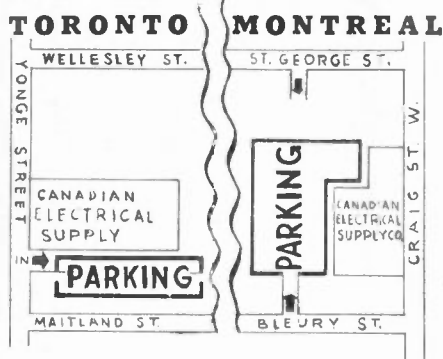 TORONTO MONTREAL
WELLESLEY ST.
ST. GEORGE ST.
YONGE STREET
CRAIG ST. W.
PARKING
CANADIAN
ELECTRICAL
SUPPLY
CANADIAN
ELECTRICAL
SUPPLY CO.
IN
PARKING
MAITLAND ST.
BLEURY ST.